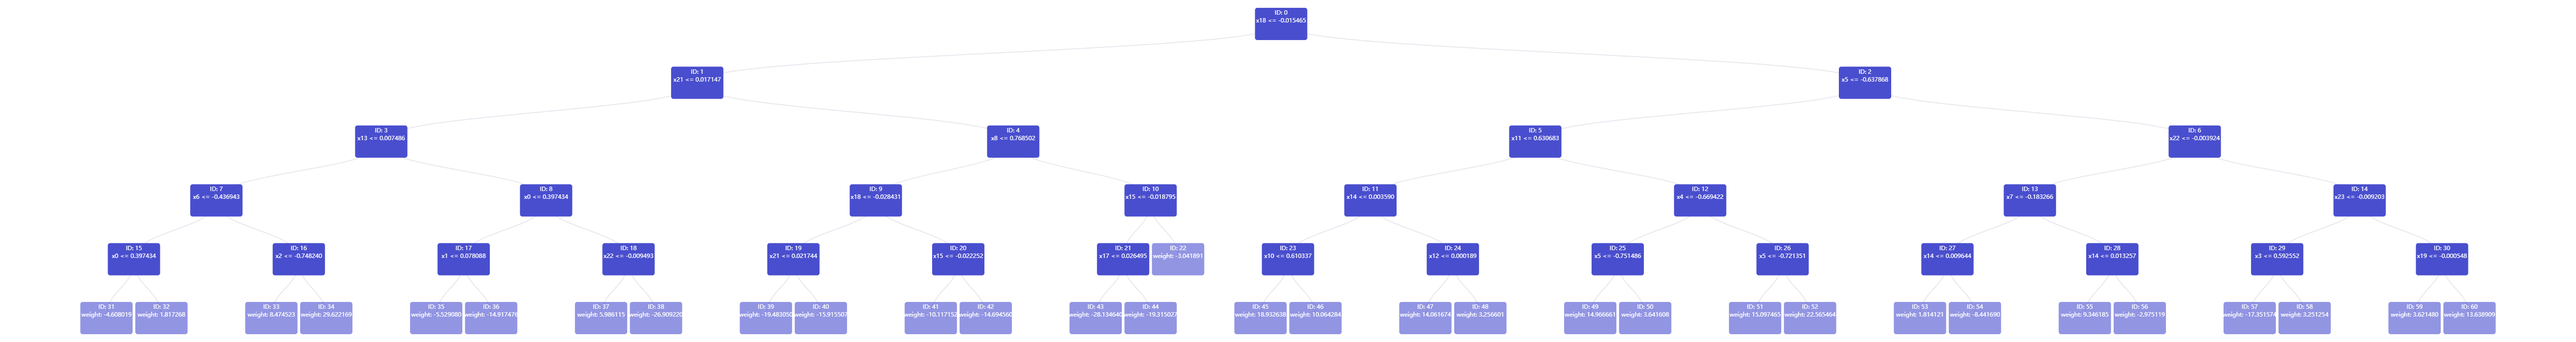 ID: 0
x18 <= -0.015465
ID: 1
x21 <= 0.017147
ID: 2
x5 <= -0.637868
ID: 3
x13 <= 0.007486
ID: 4
x8 <= 0.768502
ID: 5
x11 <= 0.630683
ID: 6
x22 <= -0.003924
ID: 7
x6 <= -0.436943
ID: 8
x0 <= 0.397434
ID: 9
x18 <= -0.028431
ID: 10
x15 <= -0.018795
ID: 11
x14 <= 0.003590
ID: 12
x4 <= -0.669422
ID: 13
x7 <= -0.183266
ID: 14
x23 <= -0.009203
ID: 15
x0 <= 0.397434
ID: 16
x2 <= -0.748240
ID: 17
x1 <= 0.078088
ID: 18
x22 <= -0.009493
ID: 19
x21 <= 0.021744
ID: 20
x15 <= -0.022252
ID: 21
x17 <= 0.026495
ID: 22
weight: -3.041891
ID: 23
x10 <= 0.610337
ID: 24
x12 <= 0.000189
ID: 25
x5 <= -0.751486
ID: 26
x5 <= -0.721351
ID: 27
x14 <= 0.009644
ID: 28
x14 <= 0.013257
ID: 29
x3 <= 0.592552
ID: 30
x19 <= -0.000548
ID: 31
weight: -4.608019
ID: 32
weight: 1.817268
ID: 33
weight: 8.474523
ID: 34
weight: 29.622169
ID: 35
weight: -5.529080
ID: 36
weight: -14.917478
ID: 37
weight: 5.986115
ID: 38
weight: -26.909220
ID: 39
weight: -19.483050
ID: 40
weight: -15.915507
ID: 41
weight: -10.117152
ID: 42
weight: -14.694560
ID: 43
weight: -28.134640
ID: 44
weight: -19.315027
ID: 45
weight: 18.932638
ID: 46
weight: 10.064284
ID: 47
weight: 14.061674
ID: 48
weight: 3.256601
ID: 49
weight: 14.966661
ID: 50
weight: 3.641608
ID: 51
weight: 15.097465
ID: 52
weight: 22.565464
ID: 53
weight: 1.814121
ID: 54
weight: -8.441690
ID: 55
weight: 9.346185
ID: 56
weight: -2.975119
ID: 57
weight: -17.351574
ID: 58
weight: 3.251254
ID: 59
weight: 3.621480
ID: 60
weight: 13.638909